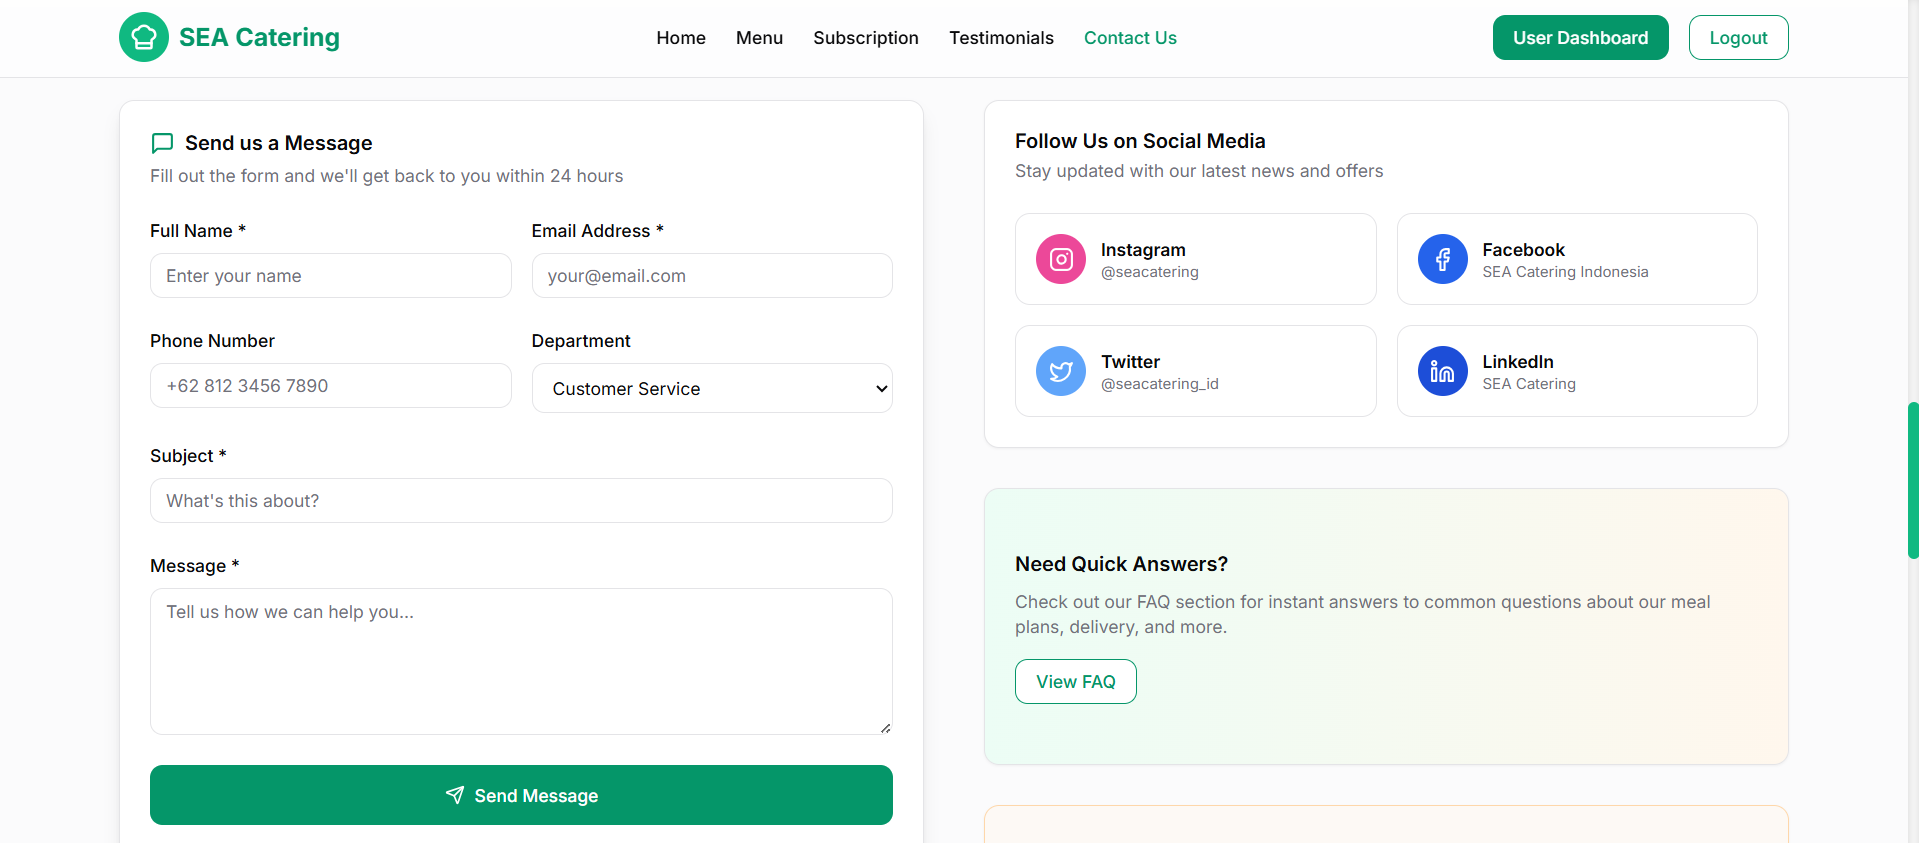 SEA Catering
Home
Menu
Subscription
Testimonials
Contact Us
User Dashboard
Logout
Send us a Message
Fill out the form and we'll get back to you within 24 hours
Full Name *
Email Address *
Enter your name
your@email.com
Phone Number
Department
+62 812 3456 7890
Customer Service
Subject *
What's this about?
Message *
Tell us how we can help you...
Send Message
Follow Us on Social Media
Stay updated with our latest news and offers
Instagram
@seacatering
Facebook
SEA Catering Indonesia
Twitter
@seacatering_id
LinkedIn
SEA Catering
Need Quick Answers?
Check out our FAQ section for instant answers to common questions about our meal
plans, delivery, and more.
View FAQ